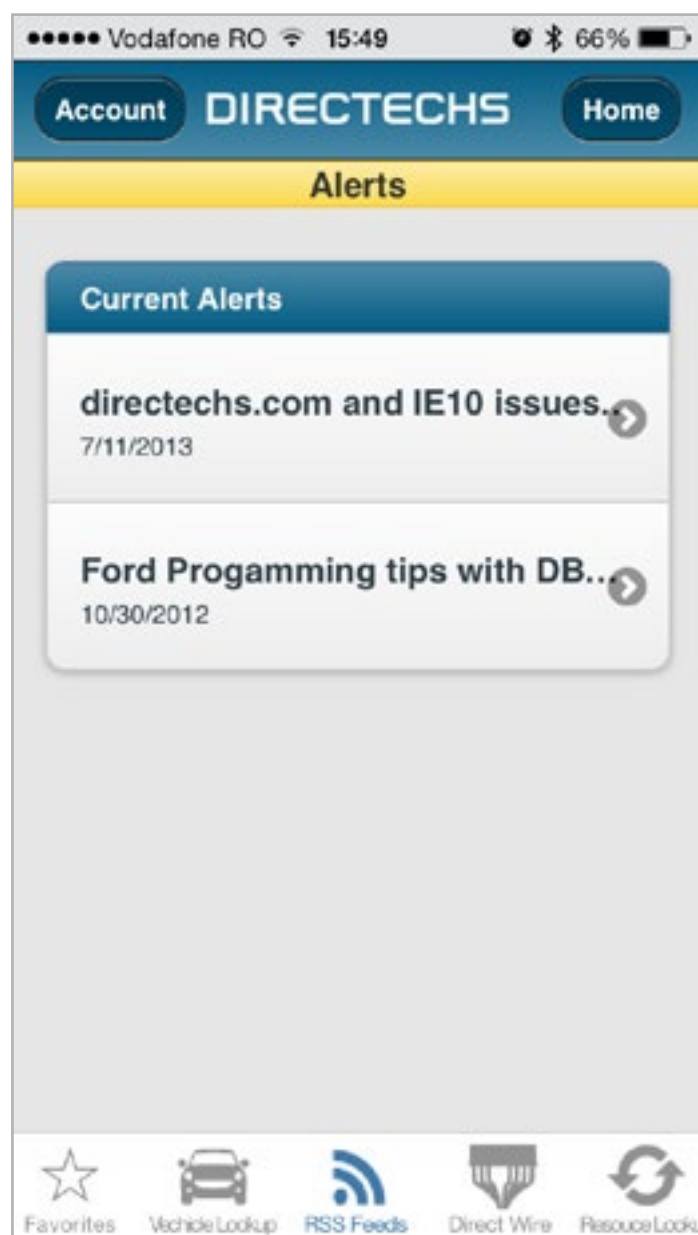 Vodafone RO 15:49 66%
Account DIRECTECHS Home
Alerts
Current Alerts
directechs.com and IE10 issues..
7/11/2013
Ford Progamming tips with DB...
10/30/2012
Favorites Vechicle Lookup RSS Feeds Direct Wire Resouce Looku